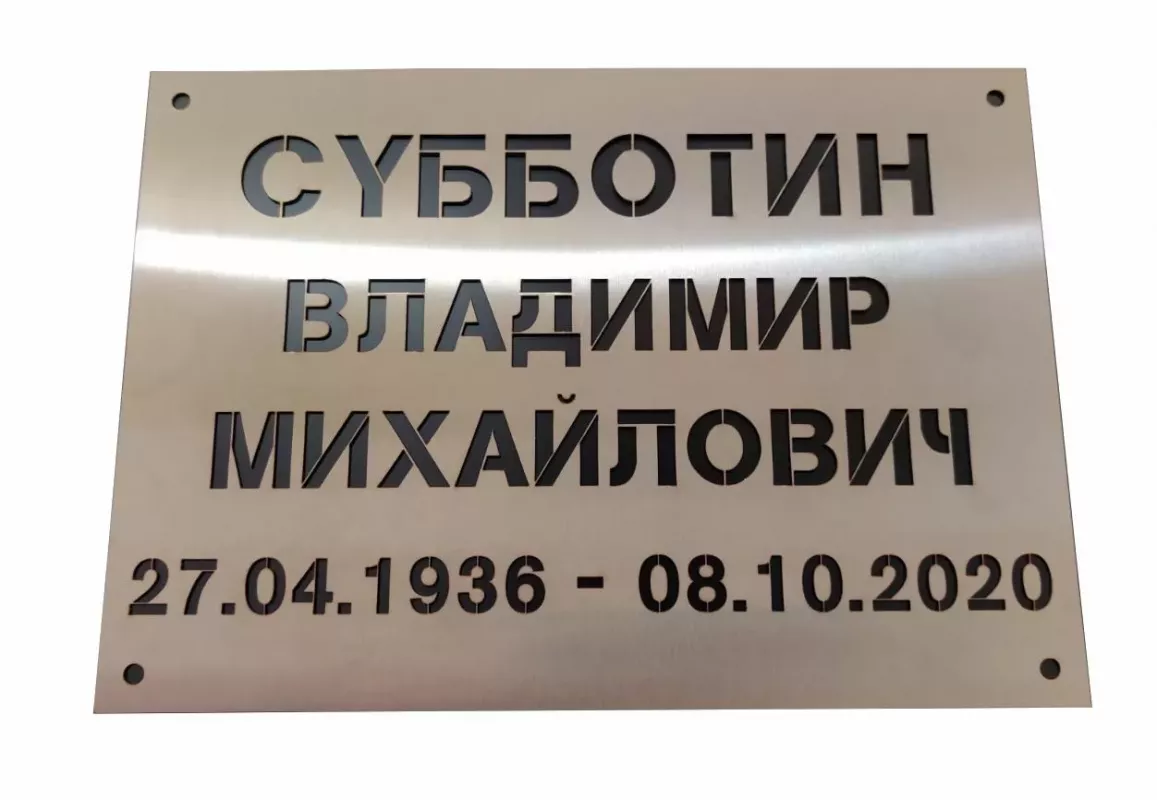 СУББОТИН
ВЛАДИМИР
МИХАЙЛОВИЧ
27.04.1936 - 08.10.2020